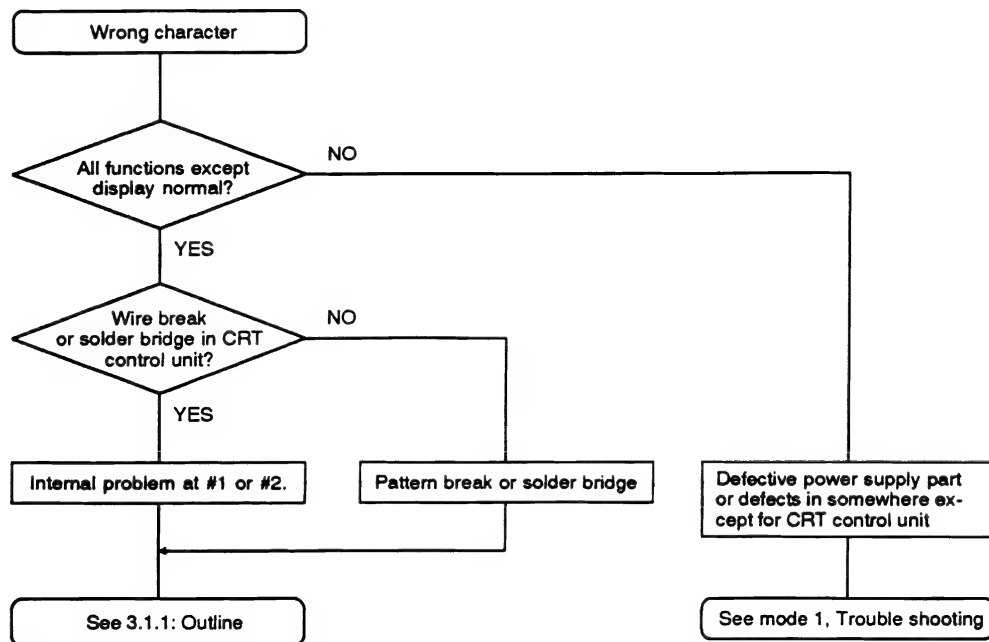 Wrong character
All functions except
display normal?
NO
YES
Wire break
or solder bridge in CRT
control unit?
NO
YES
Internal problem at #1 or #2.
Pattern break or solder bridge
Defective power supply part
or defects in somewhere ex-
cept for CRT control unit
See 3.1.1: Outline
See mode 1, Trouble shooting